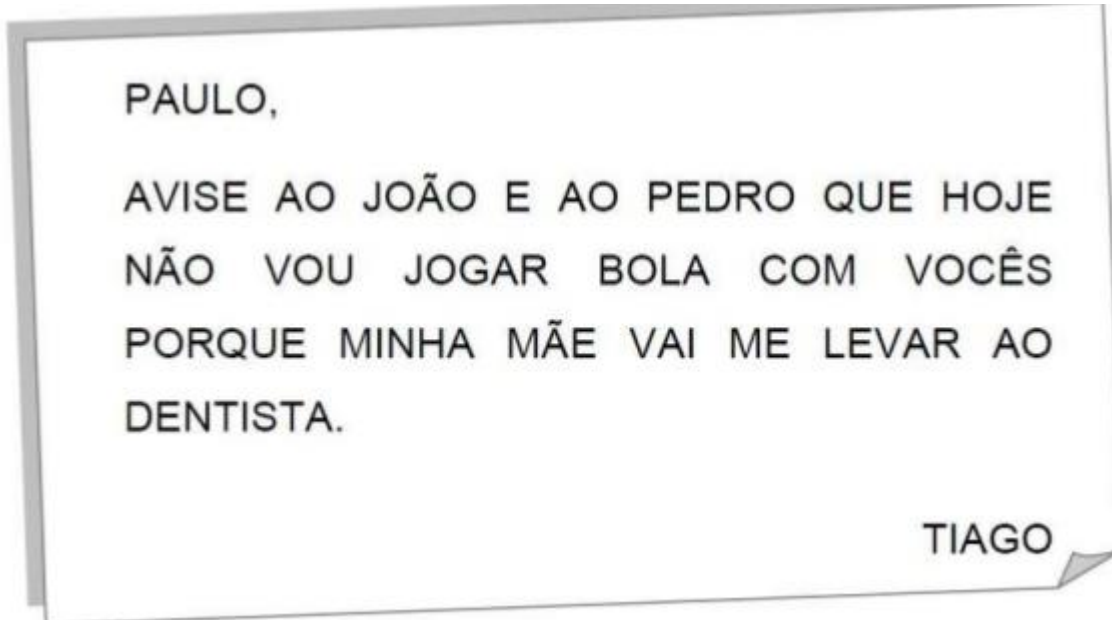 PAULO,
AVISE AO JOÃO E AO PEDRO QUE HOJE
NÃO VOU JOGAR BOLA COM VOCÊS
PORQUE MINHA MÃE VAI ME LEVAR AO
DENTISTA.
TIAGO